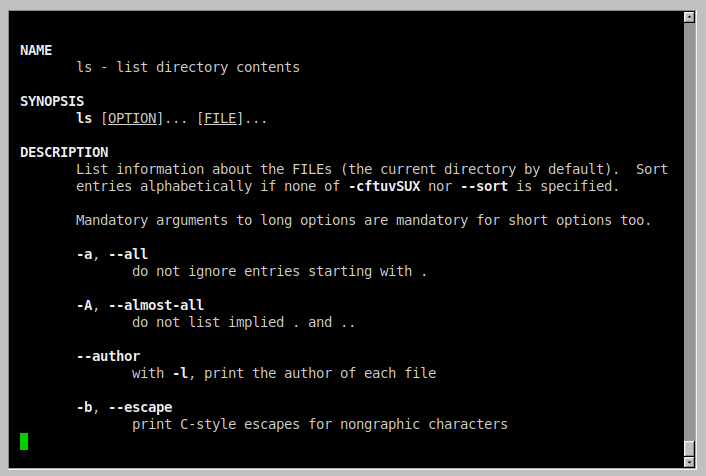 NAME
ls - list directory contents
SYNOPSIS
ls [OPTION]... [FILE]...
DESCRIPTION
List information about the FILEs (the current directory by default).  Sort
entries alphabetically if none of -cftuvSUX nor --sort is specified.
Mandatory arguments to long options are mandatory for short options too.
-a, --all
do not ignore entries starting with .
-A, --almost-all
do not list implied . and ..
--author
with -l, print the author of each file
-b, --escape
print C-style escapes for nongraphic characters